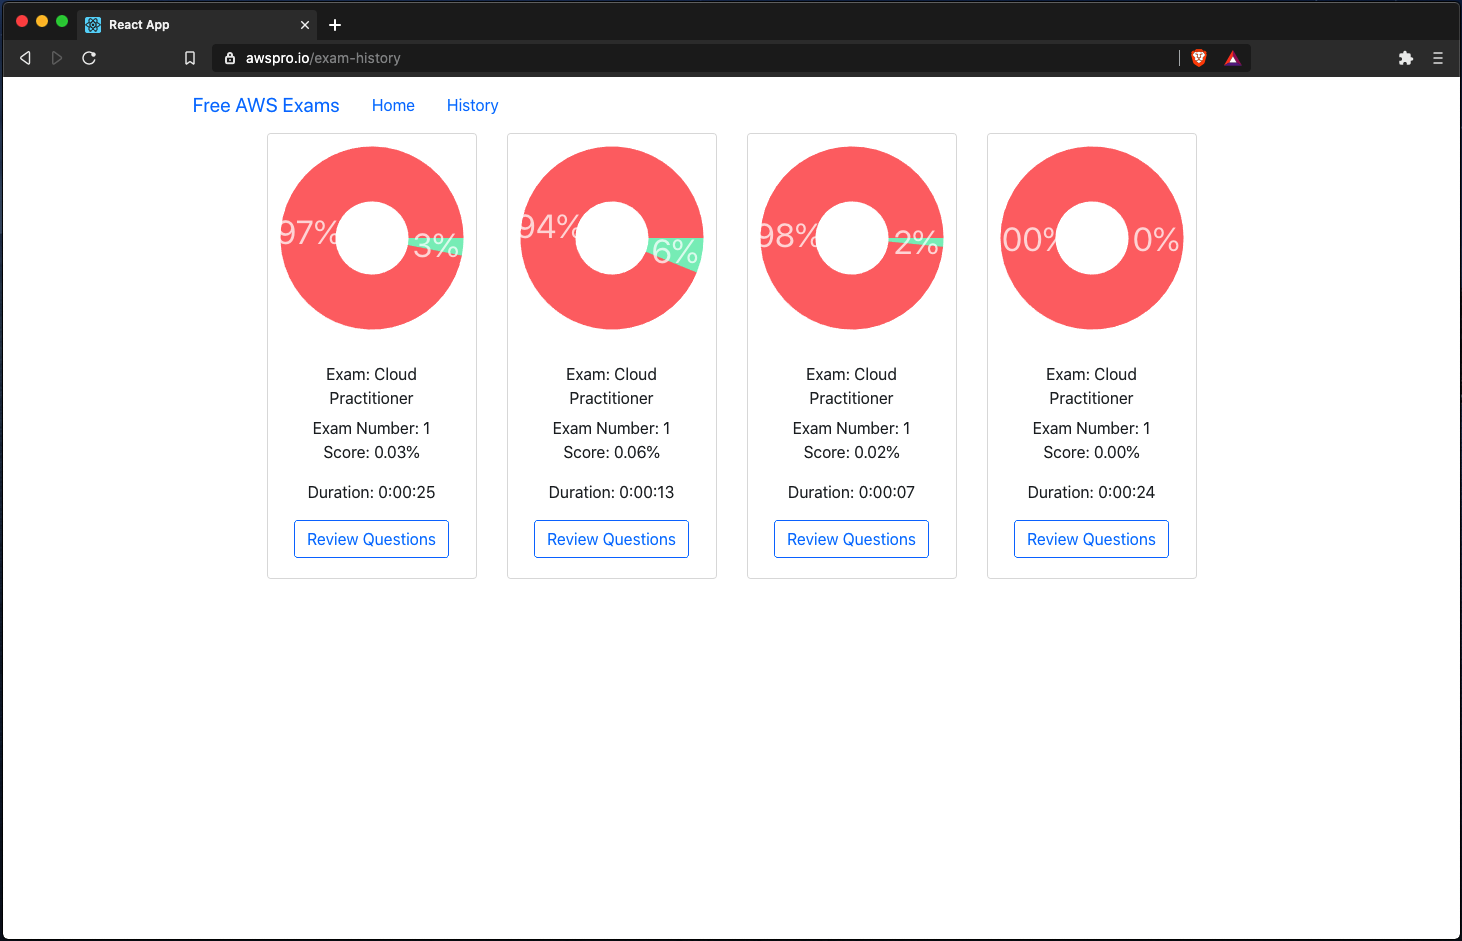 React App
awspro.io/exam-history
Free AWS Exams Home History
97% 3%
94% 6%
98% 2%
00% 0%
Exam: Cloud
Practitioner
Exam Number: 1
Score: 0.03%
Duration: 0:00:25
Review Questions
Exam: Cloud
Practitioner
Exam Number: 1
Score: 0.06%
Duration: 0:00:13
Review Questions
Exam: Cloud
Practitioner
Exam Number: 1
Score: 0.02%
Duration: 0:00:07
Review Questions
Exam: Cloud
Practitioner
Exam Number: 1
Score: 0.00%
Duration: 0:00:24
Review Questions